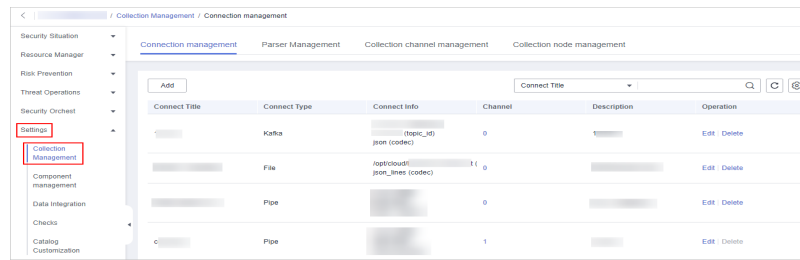 / Collection Management / Connection management
Security Situation
Resource Manager
Risk Prevention
Threat Operations
Security Orchest
Settings
Collection
Management
Component
management
Data Integration
Checks
Catalog
Customization
Connection management Parser Management Collection channel management Collection node management
Add Connect Title
Connect Title Connect Type Connect Info Channel Description Operation
Kafka (topic_id) 0 Edit Delete
json (codec)
File /opt/cloud/ t ( 0 Edit Delete
json_lines (codec)
Pipe 0 Edit Delete
c Pipe 1 Edit Delete